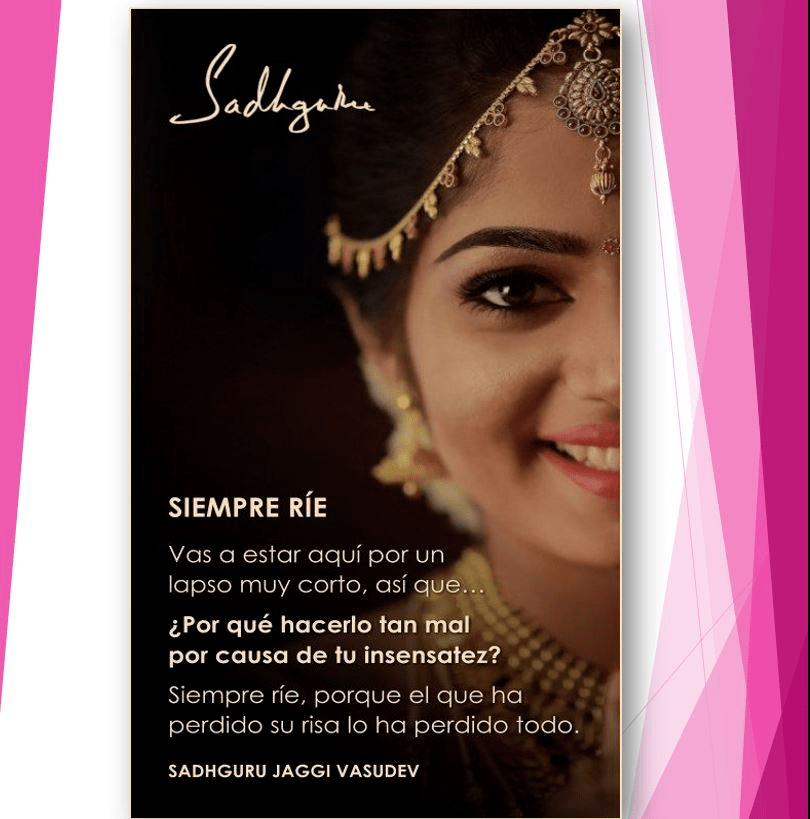 Sadhguru
SIEMPRE RÍE
Vas a estar aquí por un
lapso muy corto, así que...
¿Por qué hacerlo tan mal
por causa de tu insensatez?
Siempre ríe, porque el que ha
perdido su risa lo ha perdido todo.
SADHGURU JAGGI VASUDEV